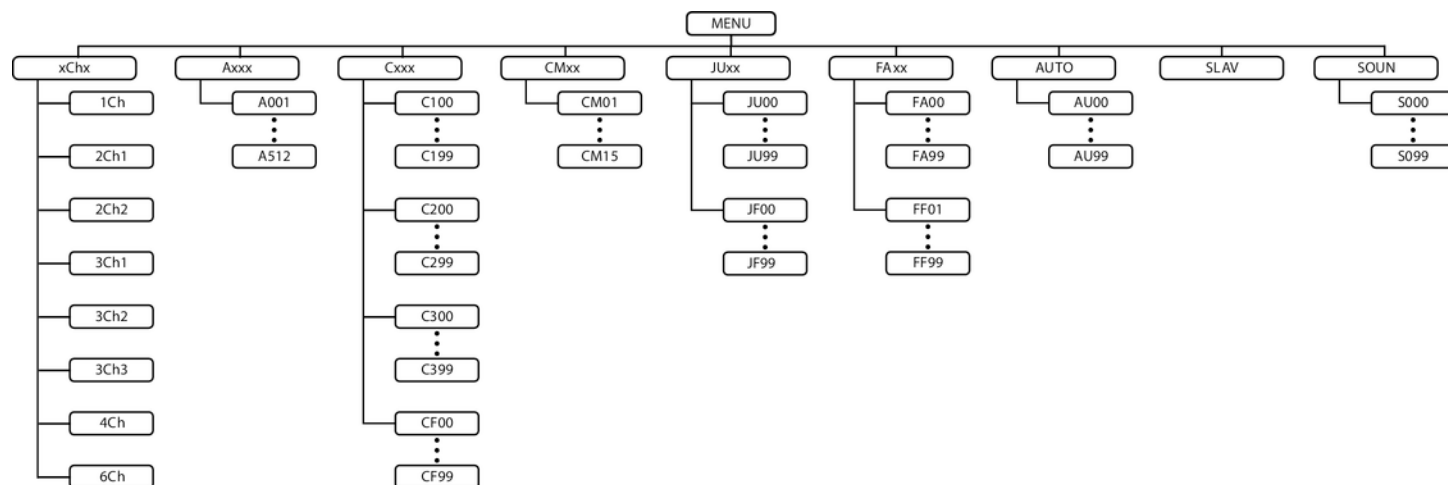 MENU
xChx
Axxx
Cxxx
CMxx
JUxx
FAxx
AUTO
SLAV
SOUN
1Ch
A001
C100
CM01
JU00
FA00
AU00
S000
2Ch1
A512
C199
CM15
JU99
FA99
AU99
S099
2Ch2
C200
JF00
FF01
3Ch1
C299
JF99
FF99
3Ch2
C300
3Ch3
C399
4Ch
CF00
6Ch
CF99